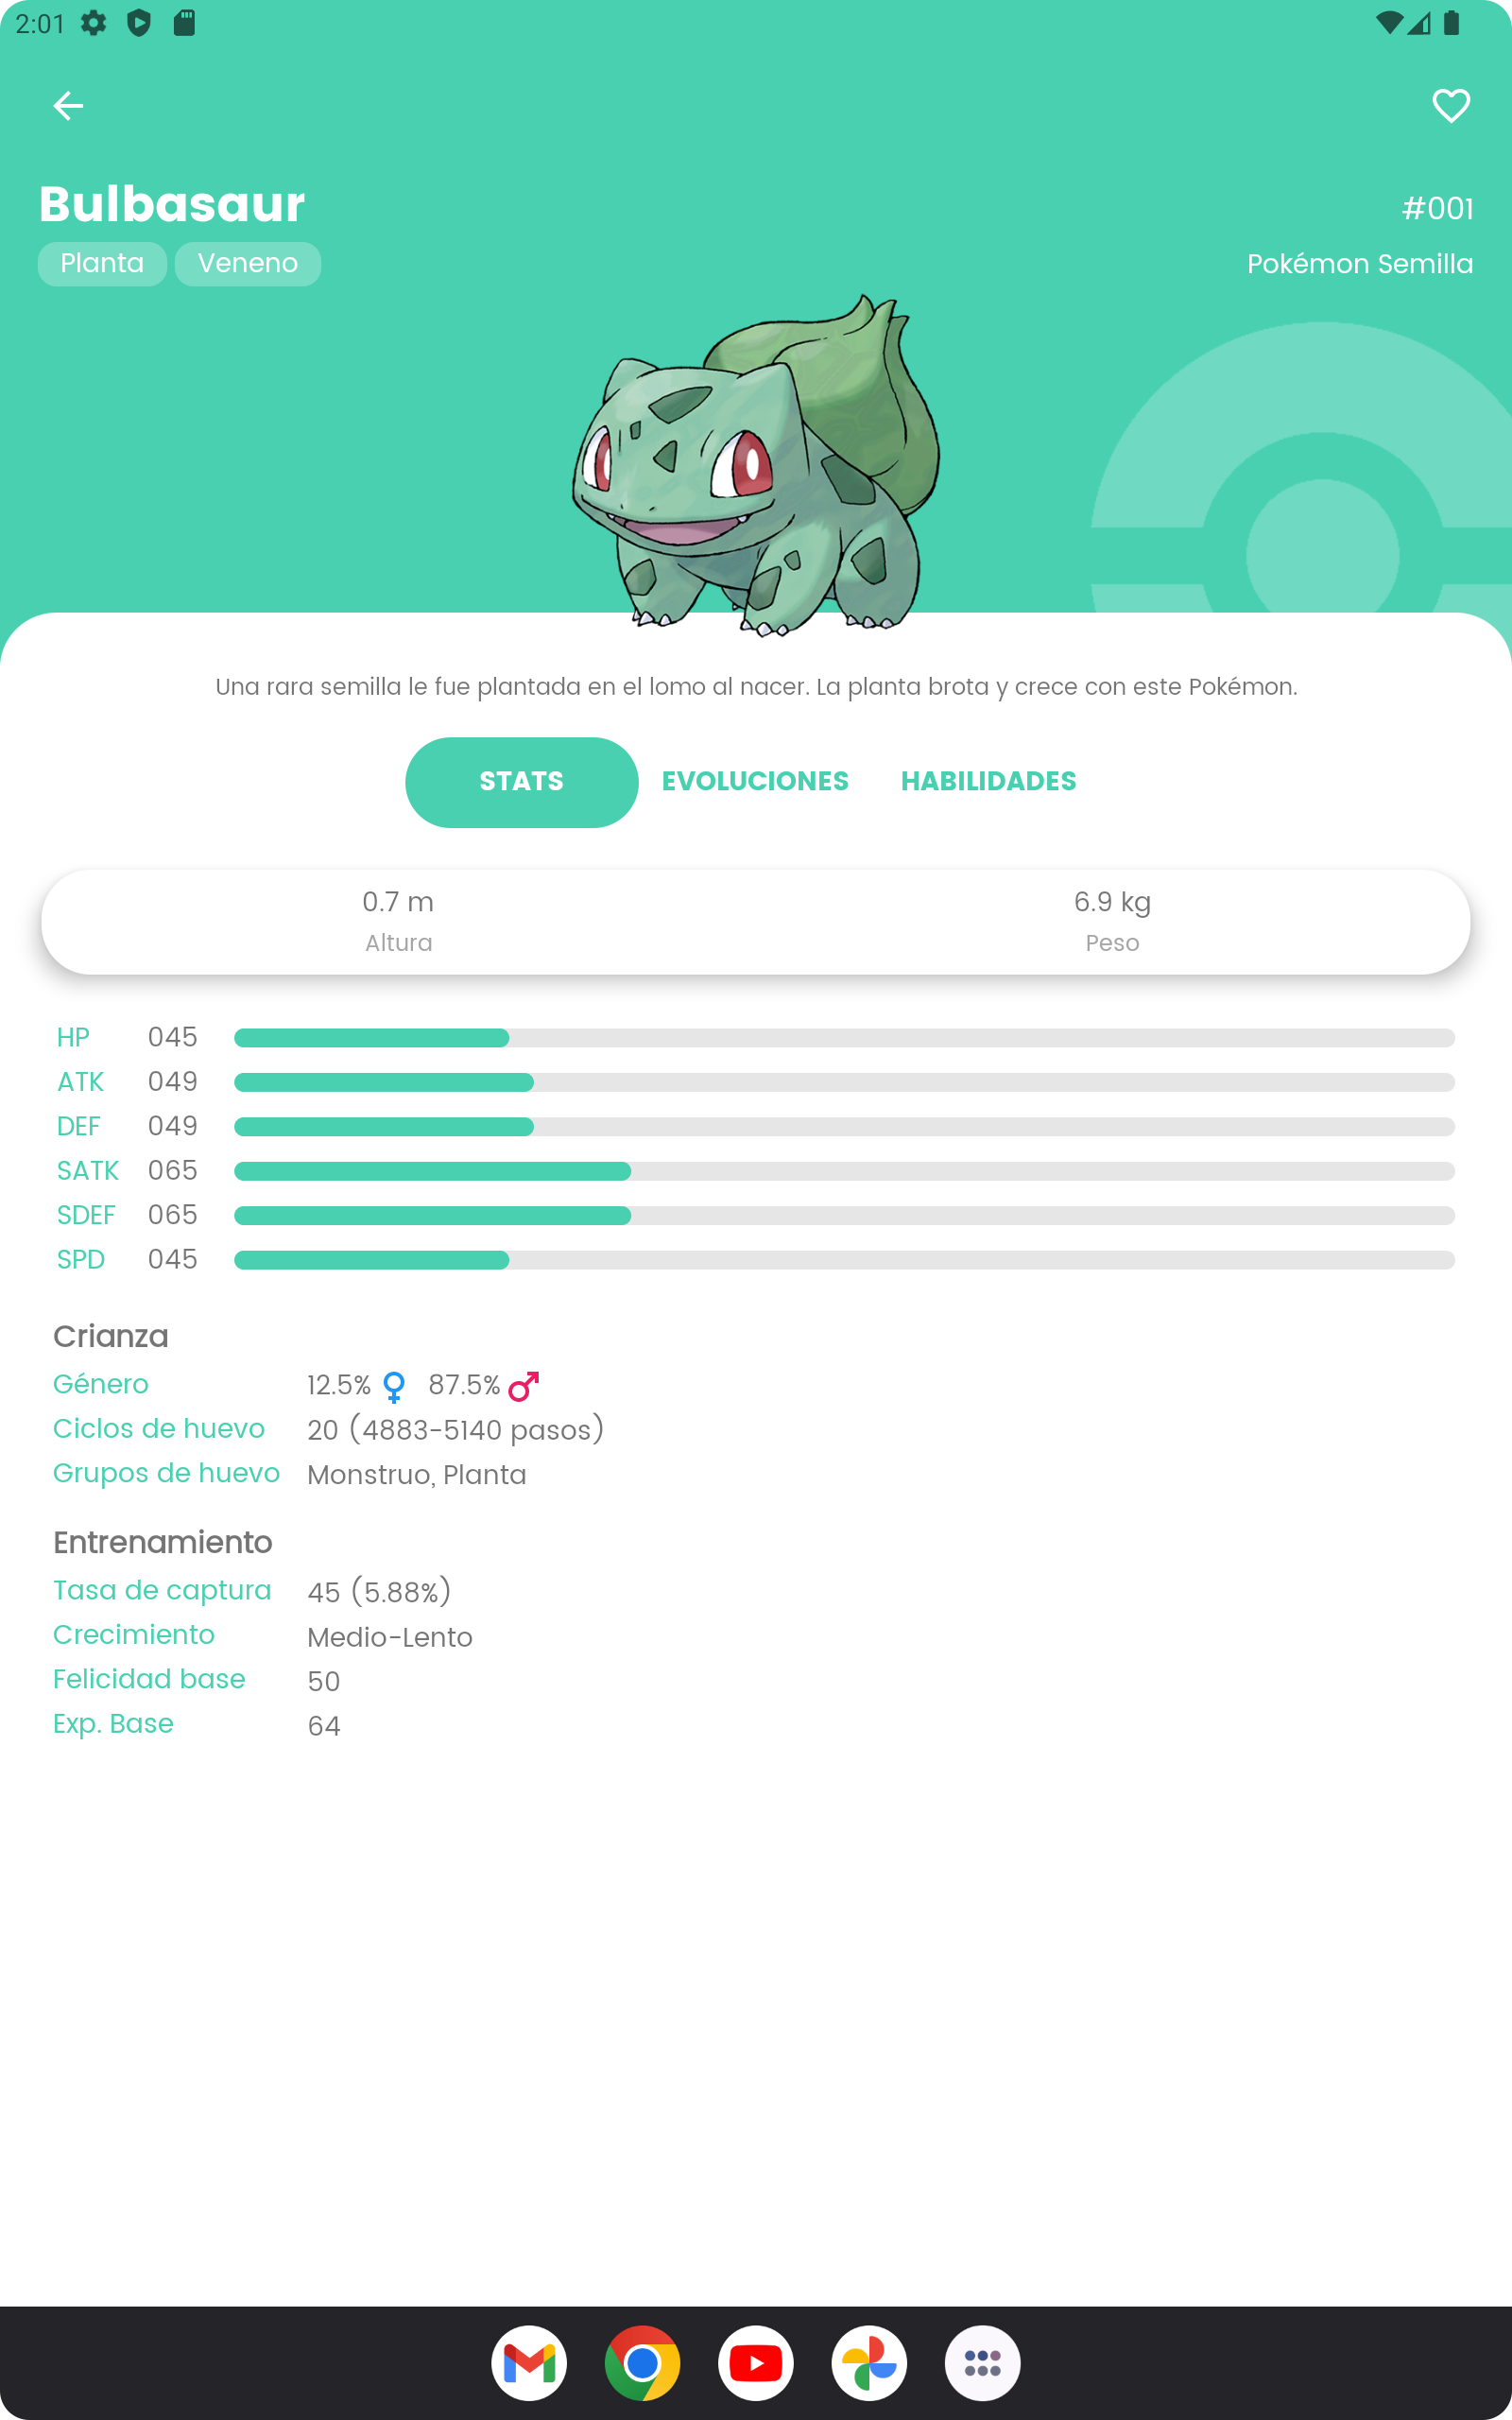 2:01
Bulbasaur
#001
Planta Veneno
Pokémon Semilla
Una rara semilla le fue plantada en el lomo al nacer. La planta brota y crece con este Pokémon.
STATS EVOLUCIONES HABILIDADES
0.7 m 6.9 kg
Altura Peso
HP 045
ATK 049
DEF 049
SATK 065
SDEF 065
SPD 045
Crianza
Género 12.5% ♀ 87.5% ♂
Ciclos de huevo 20 (4883-5140 pasos)
Grupos de huevo Monstruo, Planta
Entrenamiento
Tasa de captura 45 (5.88%)
Crecimiento Medio-Lento
Felicidad base 50
Exp. Base 64